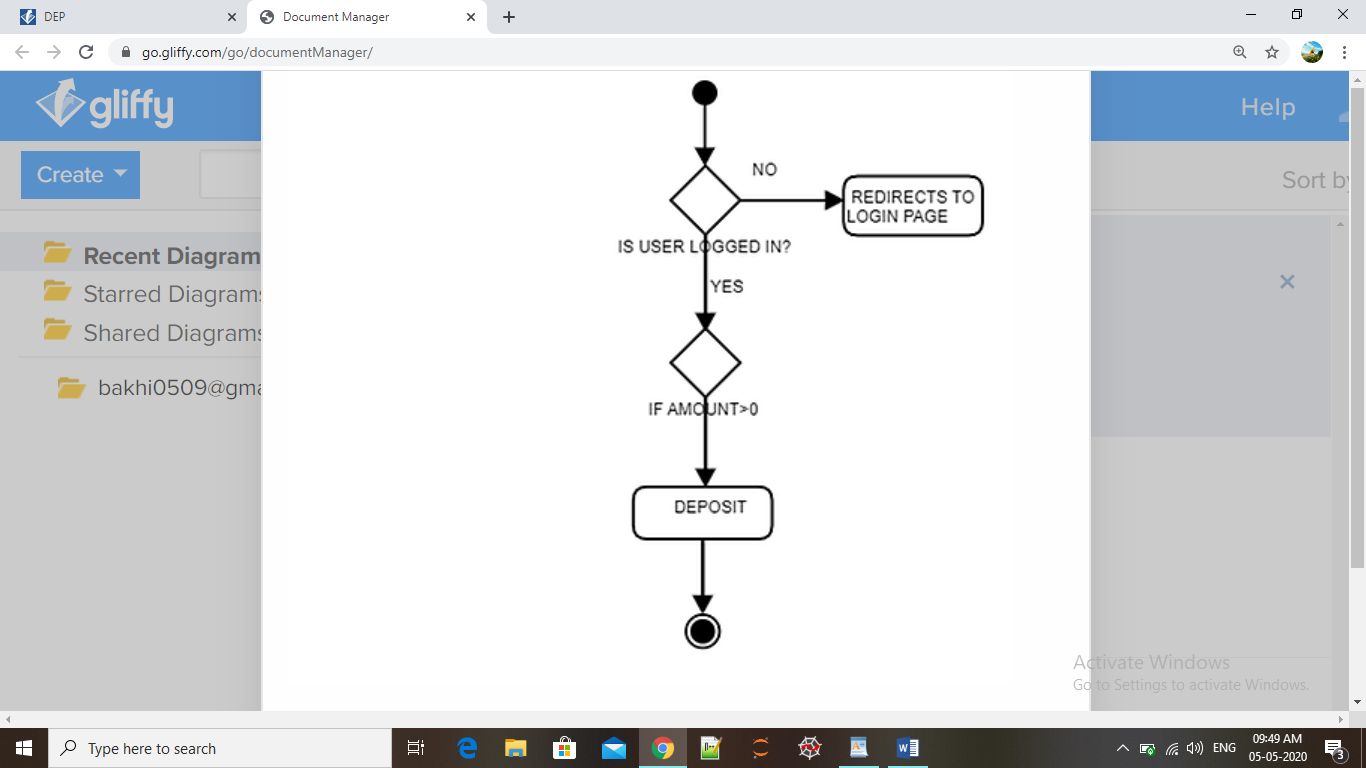 DEP
Document Manager
go.gliffy.com/go/documentManager/
gliffy
Help
Create
Sort by
Recent Diagram
Starred Diagrams
Shared Diagrams
bakhi0509@gma
NO
REDIRECTS TO
LOGIN PAGE
IS USER LOGGED IN?
YES
IF AMOUNT>0
DEPOSIT
Activate Windows
Go to Settings to activate Windows.
Type here to search
ENG
09:49 AM
05-05-2020
3